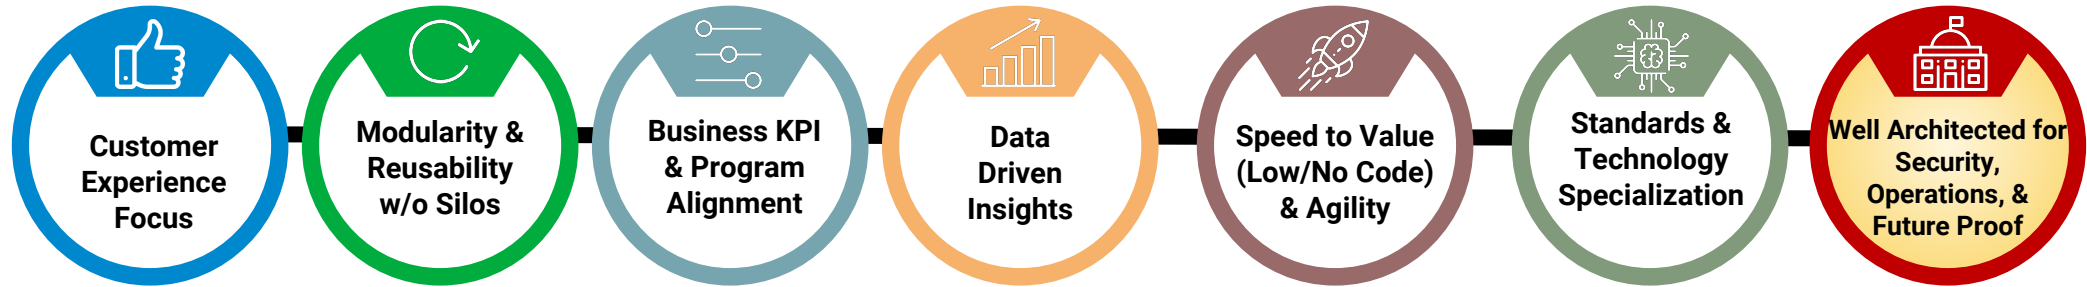 Customer
Experience
Focus
Modularity &
Reusability
w/o Silos
Business KPI
& Program
Alignment
Data
Driven
Insights
Speed to Value
(Low/No Code)
& Agility
Standards &
Technology
Specialization
Well Architected for
Security,
Operations, &
Future Proof